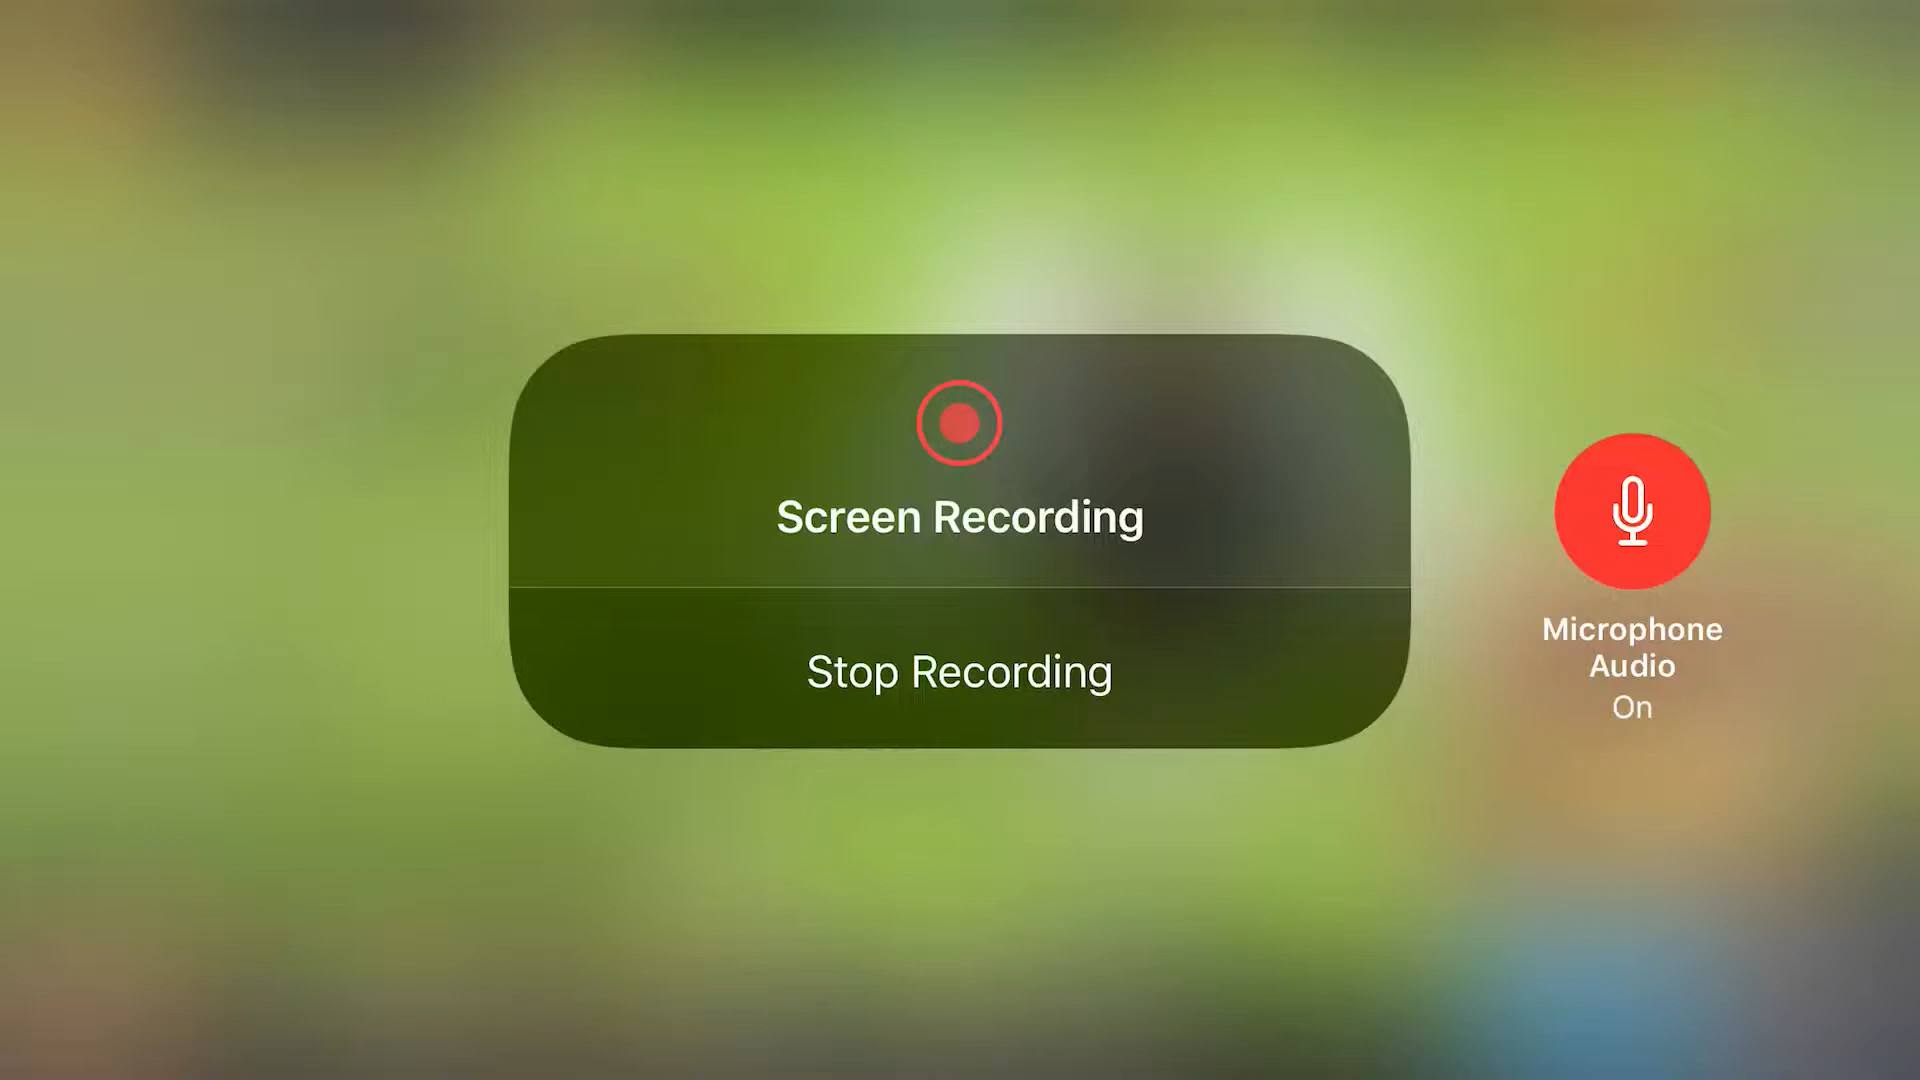 Screen Recording
Stop Recording
Microphone
Audio
On